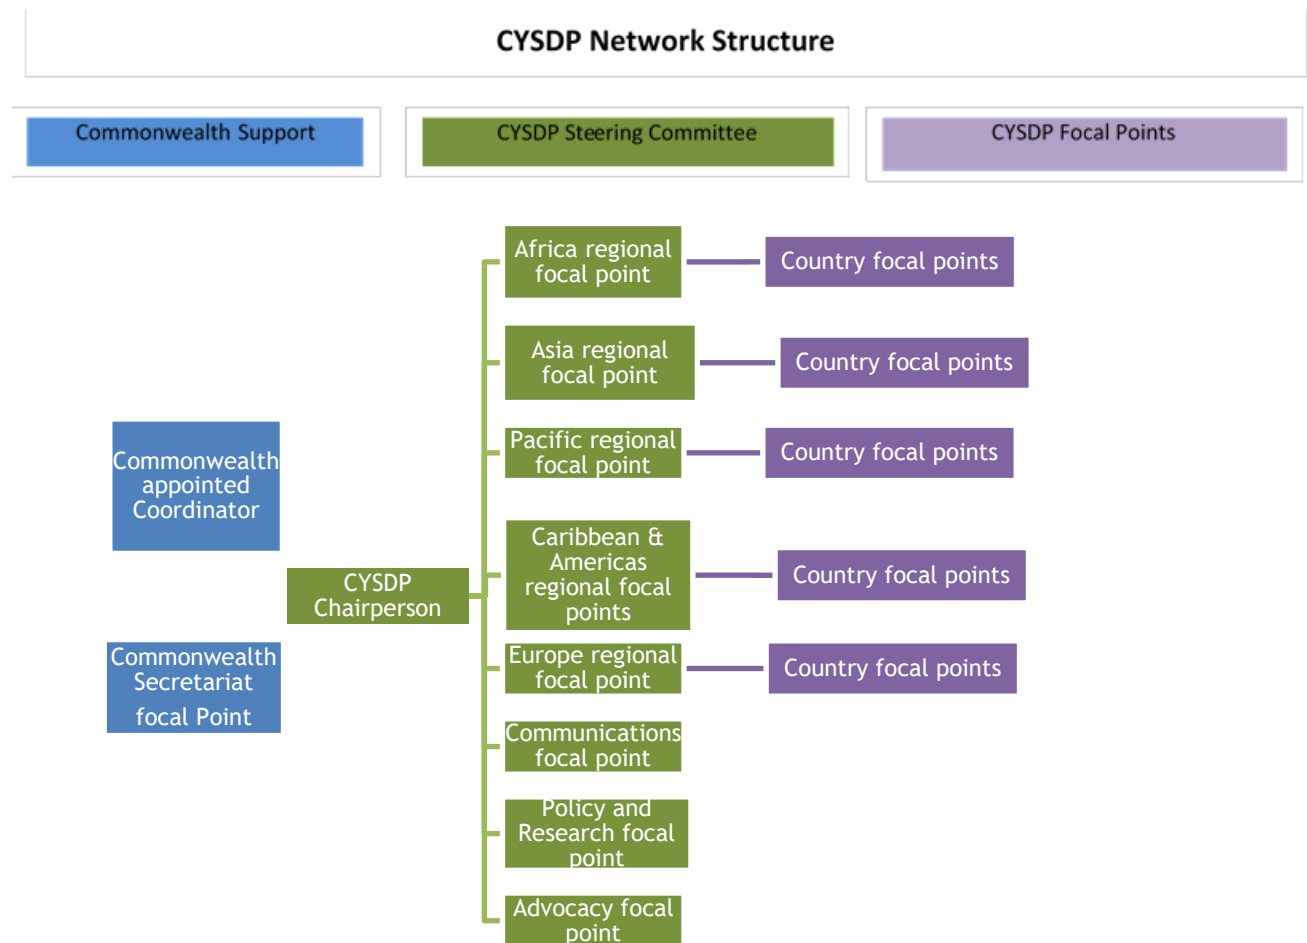 CYSDP Network Structure
Commonwealth Support
CYSDP Steering Committee
CYSDP Focal Points
Africa regional
focal point
Country focal points
Asia regional
focal point
Country focal points
Pacific regional
focal point
Country focal points
Commonwealth
appointed
Coordinator
Caribbean &
Americas
regional focal
points
Country focal points
CYSDP
Chairperson
Commonwealth
Secretariat
focal Point
Europe regional
focal point
Country focal points
Communications
focal point
Policy and
Research focal
point
Advocacy focal
point